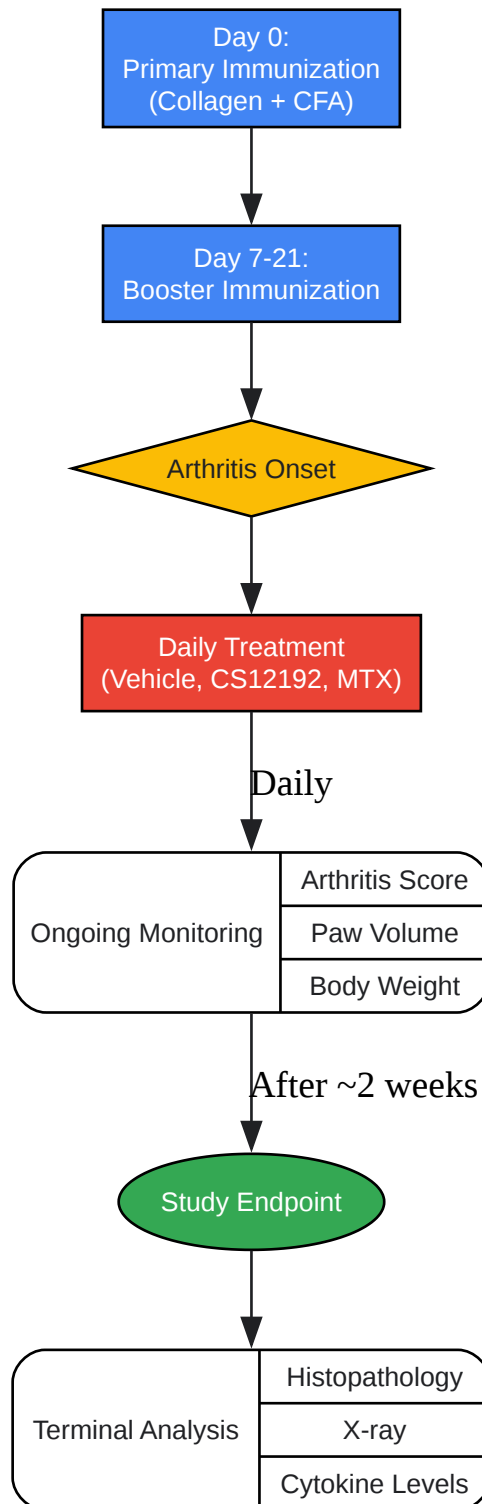 Day 0:
Primary Immunization
(Collagen + CFA)
Day 7-21:
Booster Immunization
Arthritis Onset
Daily Treatment
(Vehicle, CS12192, MTX)
Daily
Ongoing Monitoring
Arthritis Score
Paw Volume
Body Weight
After ~2 weeks
Study Endpoint
Terminal Analysis
Histopathology
X-ray
Cytokine Levels